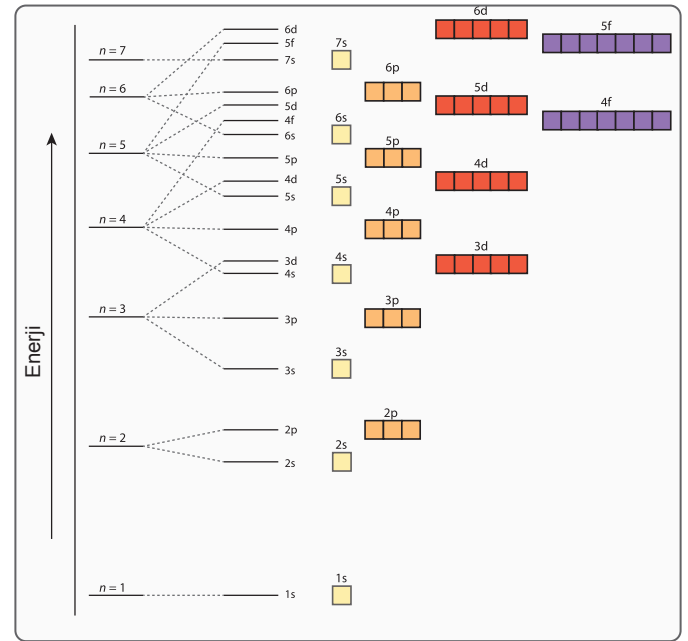 6d
5f
6d
5f
7s
n = 7
7s
6p
5d
n = 6
6p
5d
4f
4f
6s
6s
n = 5
5p
5p
4d
4d
5s
5s
n = 4
4p
4p
3d
3d
4s
4s
n = 3
3p
3p
Enerji
3s
3s
2p
n = 2
2p
2s
2s
n = 1
1s
1s